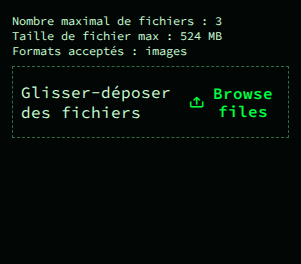 Nombre maximal de fichiers : 3
Taille de fichier max : 524 MB
Formats acceptés : images
Glisser-déposer
des fichiers
Browse
files